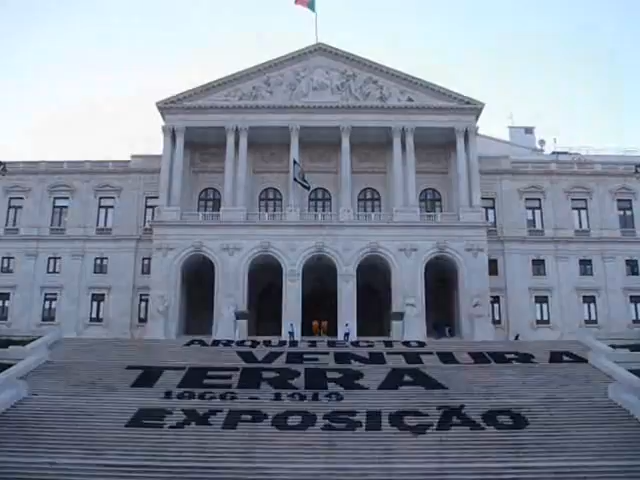 ARQUITECTO
VENTURA
TERRA
1866 - 1919
EXPOSIÇÃO